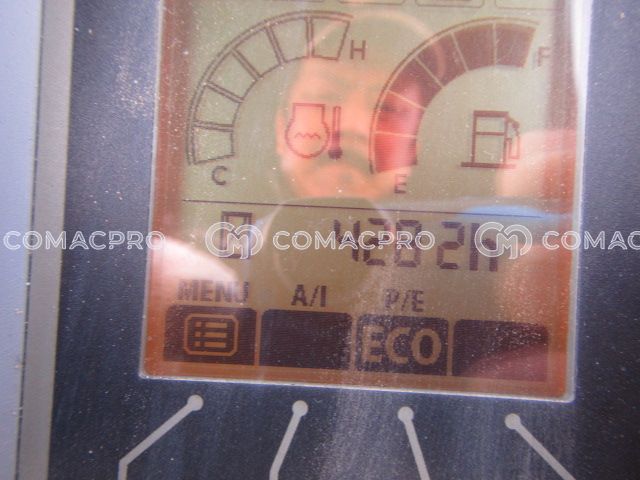 H
F
C
E
COMACPRO COMACPRO COMAC
4282h
MENU A/I P/E
ECO